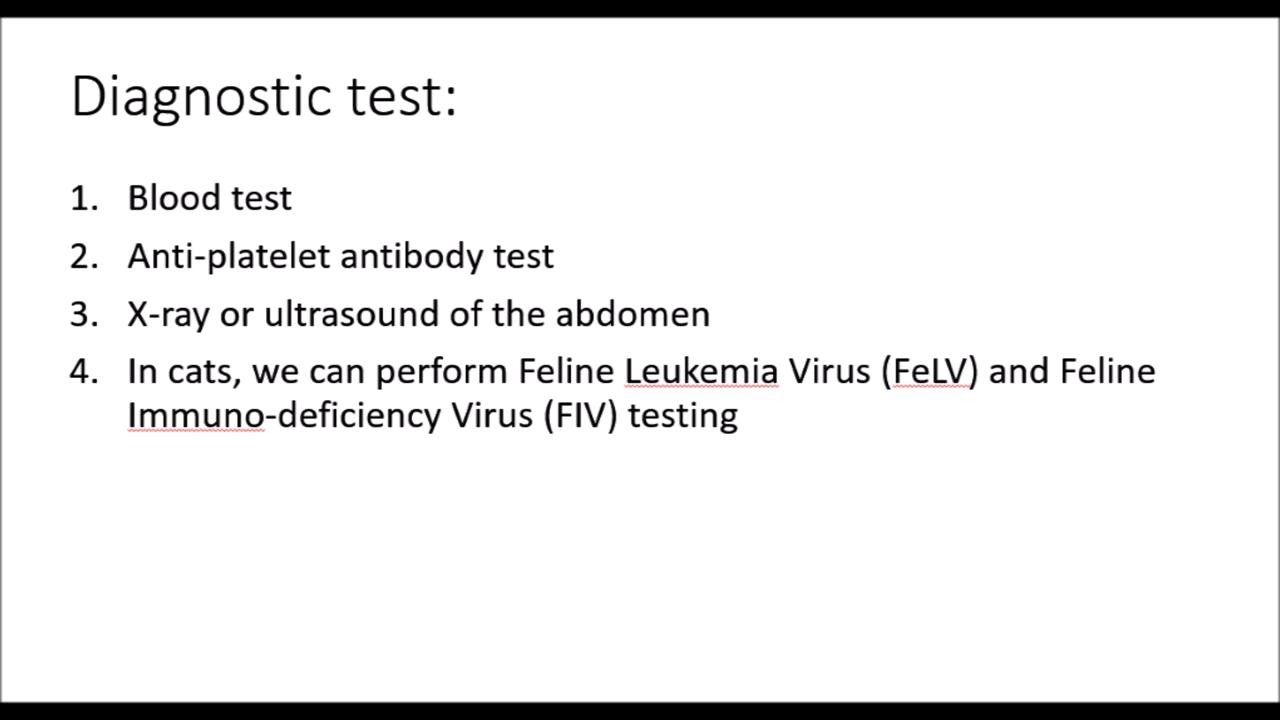 Diagnostic test:
1. Blood test
2. Anti-platelet antibody test
3. X-ray or ultrasound of the abdomen
4. In cats, we can perform Feline Leukemia Virus (FeLV) and Feline
Immuno-deficiency Virus (FIV) testing